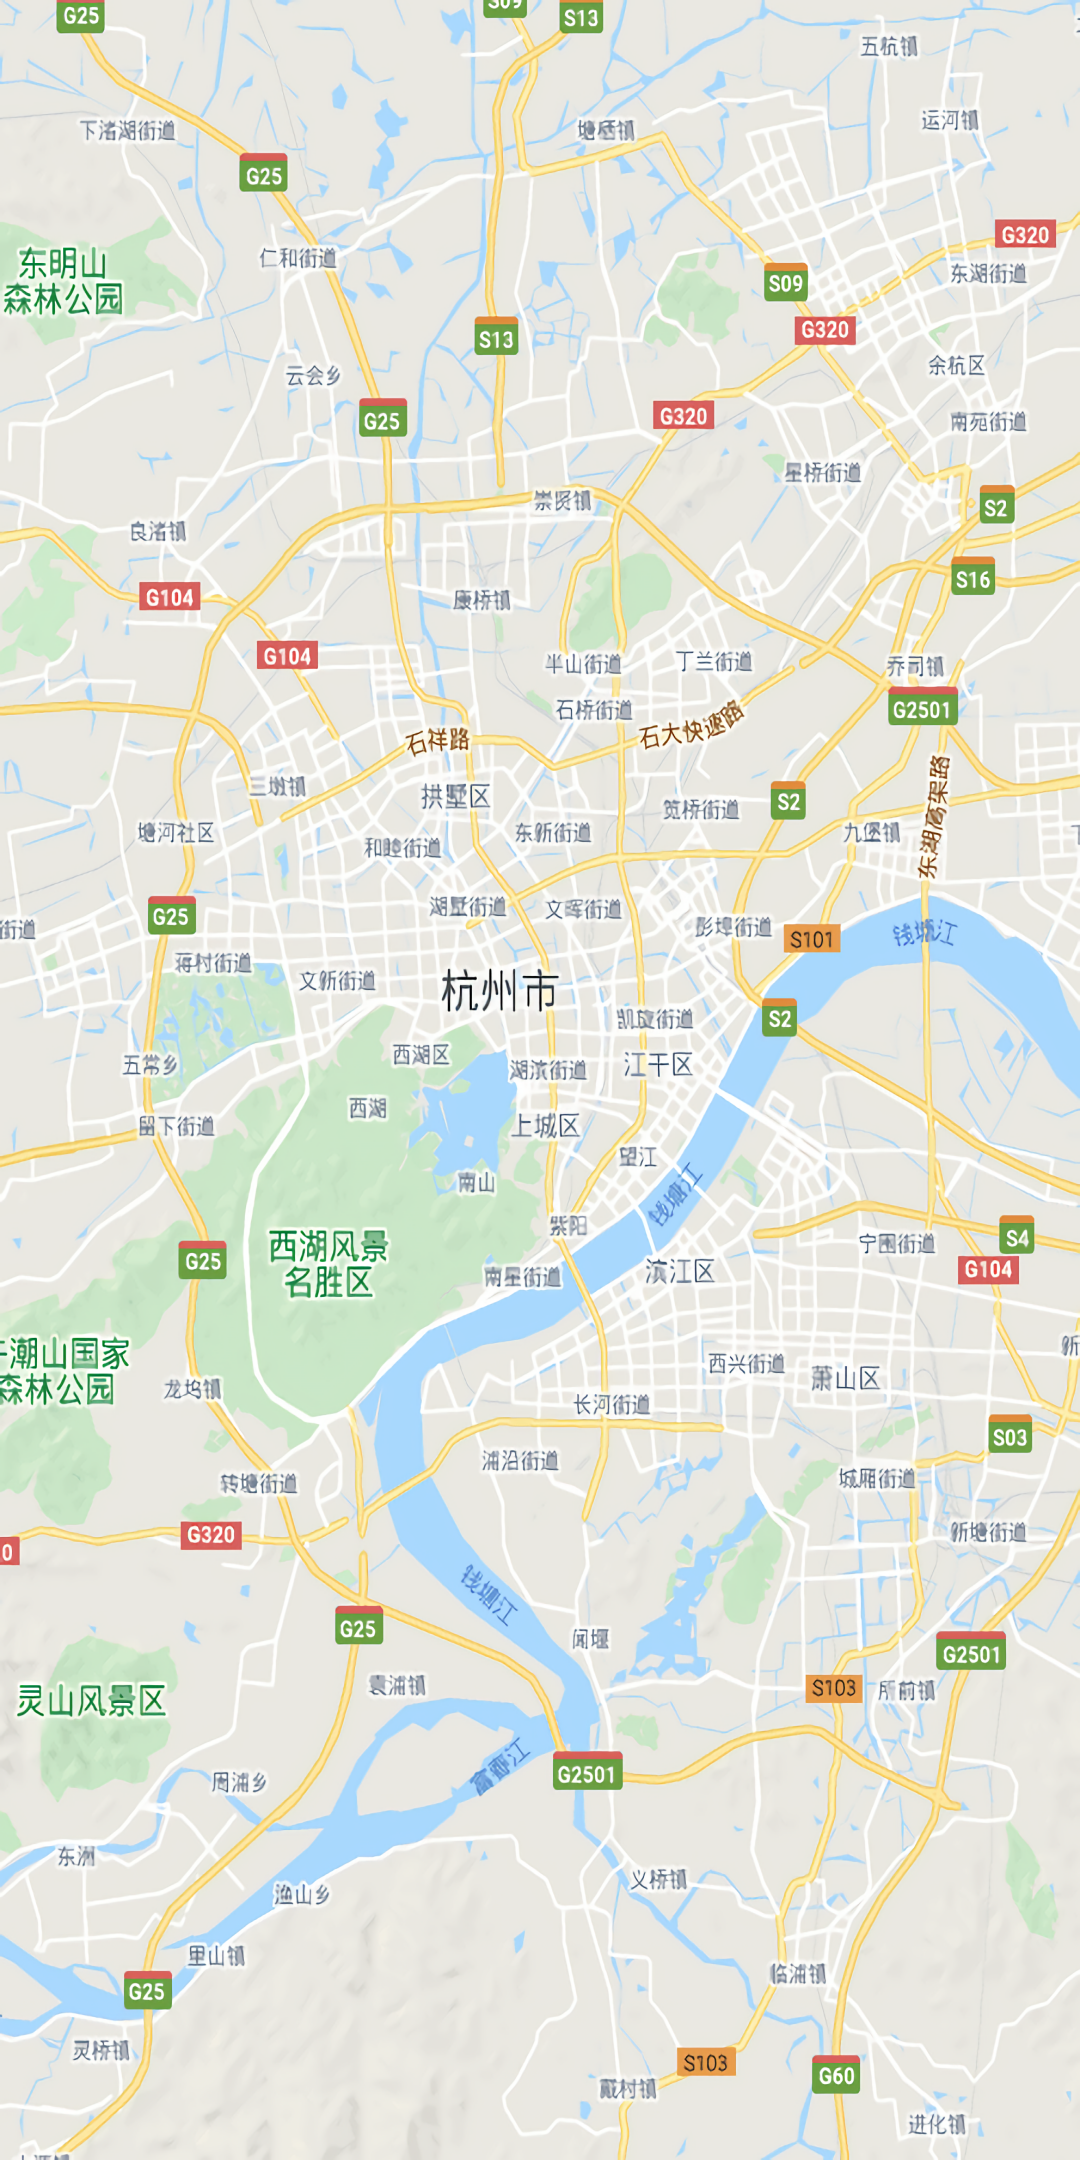 S09
G25
S13
五杭镇
下渚湖街道
塘栖镇
运河镇
G25
G320
东明山
森林公园
仁和街道
东湖街道
S09
G320
S13
余杭区
云会乡
G25
G320
南苑街道
星桥街道
崇贤镇
S2
良渚镇
S16
G104
康桥镇
G104
半山街道
丁兰街道
乔司镇
石桥街道
G2501
石大快速路
石祥路
三墩镇
拱墅区
笕桥街道
S2
东湖高架路
塘河社区
东新街道
九堡镇
和睦街道
G25
湖墅街道
文晖街道
街道
彭埠街道
S101
钱塘江
蒋村街道
文新街道
杭州市
凯旋街道
S2
西湖区
五常乡
湖滨街道
江干区
西湖
留下街道
上城区
望江
南山
钱塘江
紫阳
西湖风景
名胜区
G25
宁围街道
S4
南星街道
滨江区
G104
午潮山国家
森林公园
新
西兴街道
萧山区
龙坞镇
长河街道
S03
浦沿街道
城厢街道
转塘街道
G320
新塘街道
0
钱塘江
G25
闻堰
G2501
袁浦镇
S103
所前镇
灵山风景区
富春江
G2501
周浦乡
东洲
义桥镇
渔山乡
里山镇
临浦镇
G25
灵桥镇
S103
G60
戴村镇
进化镇